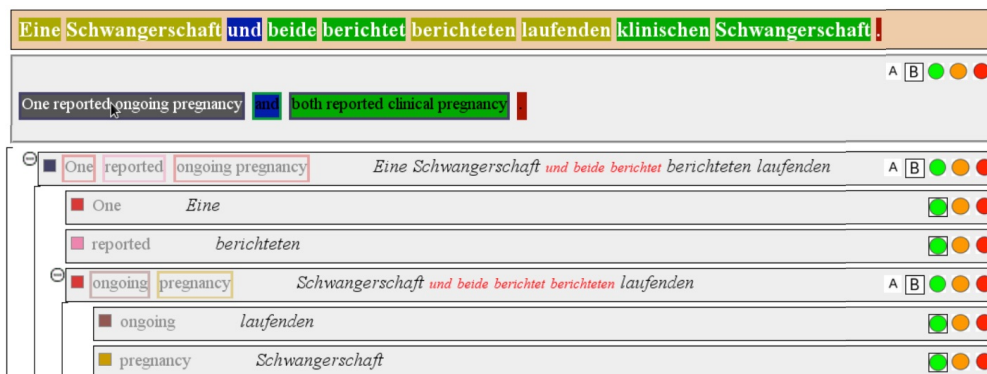 Eine Schwangerschaft und beide berichtet berichteten laufenden klinischen Schwangerschaft .
A B
One reported ongoing pregnancy and both reported clinical pregnancy .
One reported ongoing pregnancy Eine Schwangerschaft und beide berichtet berichteten laufenden A B
One Eine
reported berichteten
ongoing pregnancy Schwangerschaft und beide berichtet berichteten laufenden A B
ongoing laufenden
pregnancy Schwangerschaft